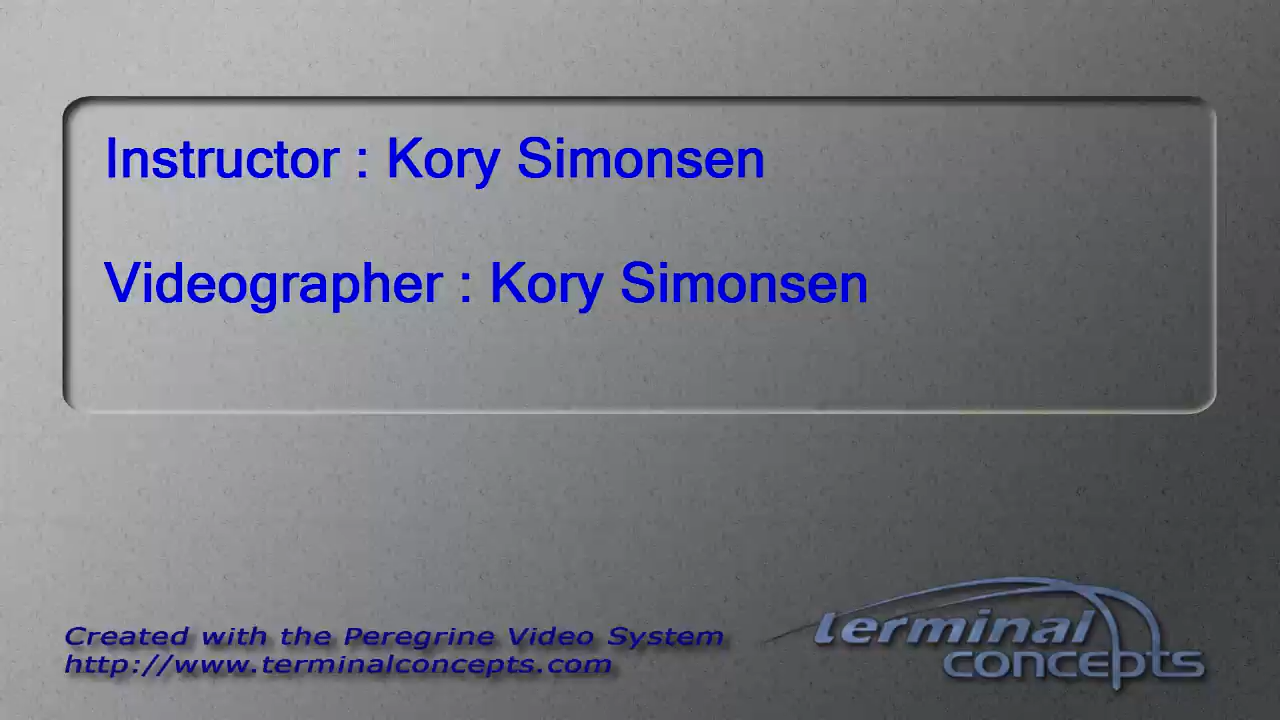 Instructor : Kory Simonsen
Videographer : Kory Simonsen
Created with the Peregrine Video System
http://www.terminalconcepts.com
terminal
concepts